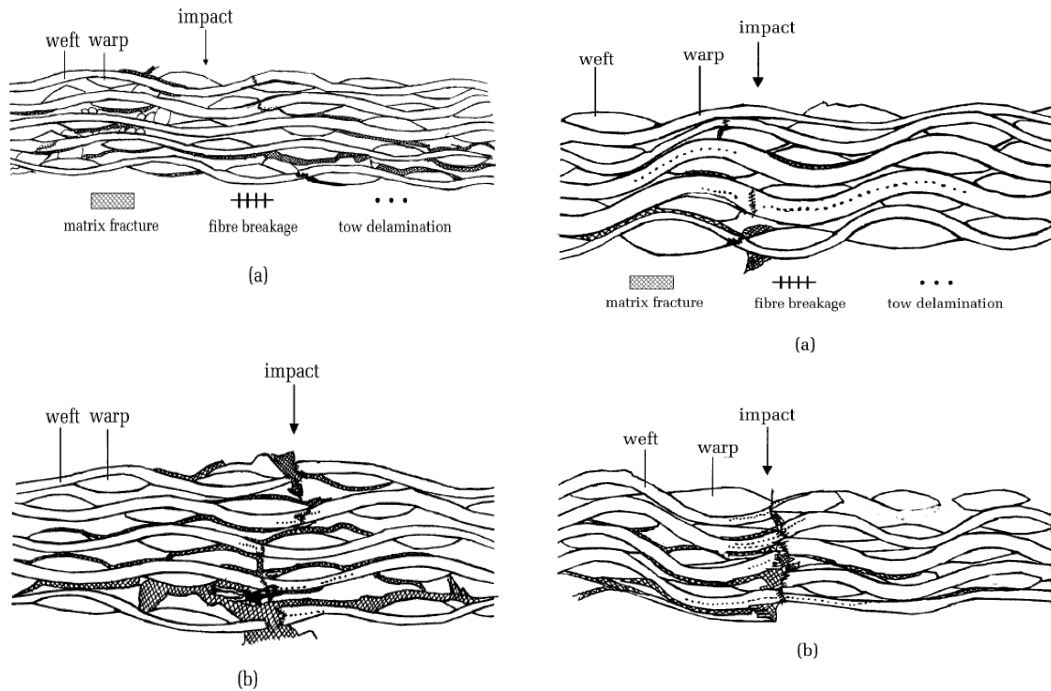 impact
weft warp
matrix fracture fibre breakage tow delamination
(a)
impact
weft warp
matrix fracture fibre breakage tow delamination
(a)
impact
weft warp
(b)
impact
weft warp
(b)